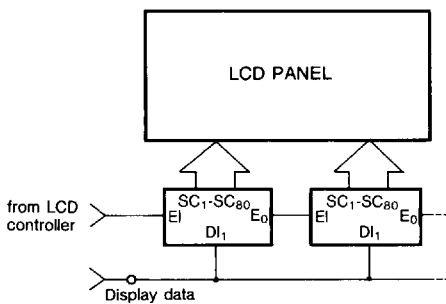 LCD PANEL
from LCD
controller
EI SC₁-SC₈₀ E₀
DI₁
EI SC₁-SC₈₀ E₀
DI₁
Display data